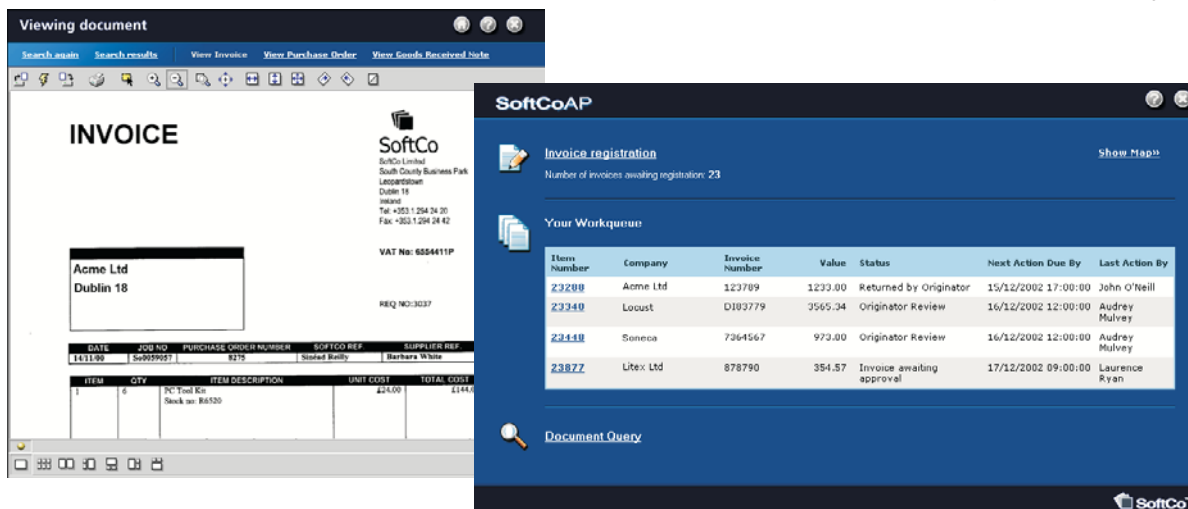 Viewing document
Search again Search results View Invoice View Purchase Order View Goods Received Note
INVOICE
SoftCo
SoftCo Limited
South County Business Park
Leopardstown
Dublin 18
Ireland
Tel: +353 1 294 24 20
Fax: +353 1 294 24 42
VAT No: 6554411P
Acme Ltd
Dublin 18
REQ NO:3037
DATE JOB NO PURCHASE ORDER NUMBER SOFTCO REF SUPPLIER REF.
14/11/00 So0059057 8275 Sinéad Reilly Barbara White
ITEM QTY ITEM DESCRIPTION UNIT COST TOTAL COST
1 6 PC Tool Kit £24.00 £144.0
Stock no: R6520
SoftCoAP
Invoice registration Show Map»
Number of invoices awaiting registration: 23
Your Workqueue
Item Number Company Invoice Number Value Status Next Action Due By Last Action By
23200 Acme Ltd 123789 1233.00 Returned by Originator 15/12/2002 17:00:00 John O'Neill
23340 Locust DI83779 3565.34 Originator Review 16/12/2002 12:00:00 Audrey Mulvey
23440 Soneca 7364567 973.00 Originator Review 16/12/2002 12:00:00 Audrey Mulvey
23877 Litex Ltd 878790 354.57 Invoice awaiting approval 17/12/2002 09:00:00 Laurence Ryan
Document Query
SoftCo